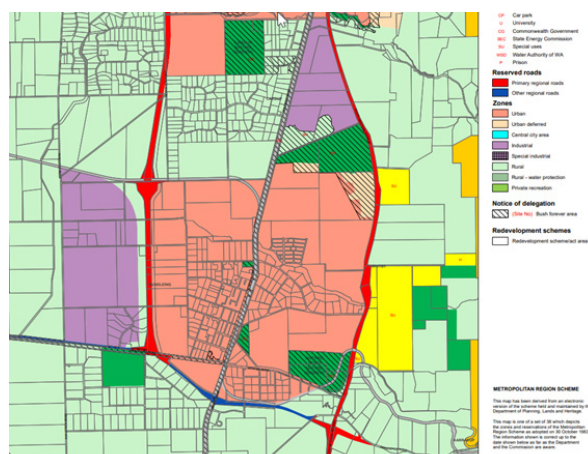 CP Car park
U University
CG Commonwealth Government
SEC State Energy Commission
SU Special uses
WSD Water Authority of WA
P Prison
Reserved roads
Primary regional roads
Other regional roads
Zones
Urban
Urban deferred
Central city area
Industrial
Special industrial
Rural
Rural - water protection
Private recreation
Notice of delegation
(Site No) Bush forever area
Redevelopment schemes
Redevelopment scheme/act area
METROPOLITAN REGION SCHEME
This map has been derived from an electronic
version of the scheme held and maintained by the
Department of Planning, Lands and Heritage.
This map is one of a set of 38 which depicts
the zones and reservations of the Metropolitan
Region Scheme as adopted on 30 October 1963.
The information shown is correct up to the
date shown below as far as the Department
and the Commission are aware.